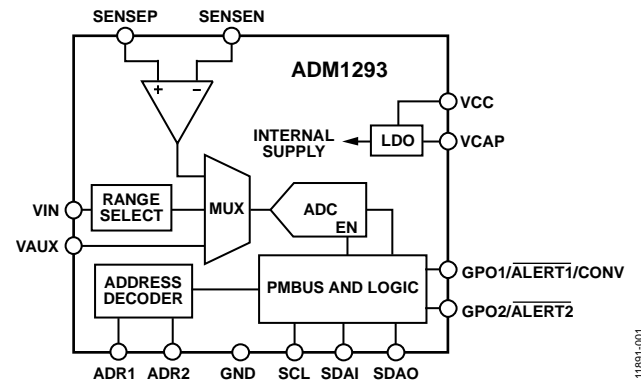 SENSEP SENSEN
ADM1293
+ –
VCC
INTERNAL
SUPPLY
LDO
VCAP
VIN
RANGE
SELECT
MUX
ADC
EN
VAUX
ADDRESS
DECODER
PMBUS AND LOGIC
GPO1/ALERT1/CONV
GPO2/ALERT2
ADR1 ADR2 GND SCL SDAI SDAO
11891-001